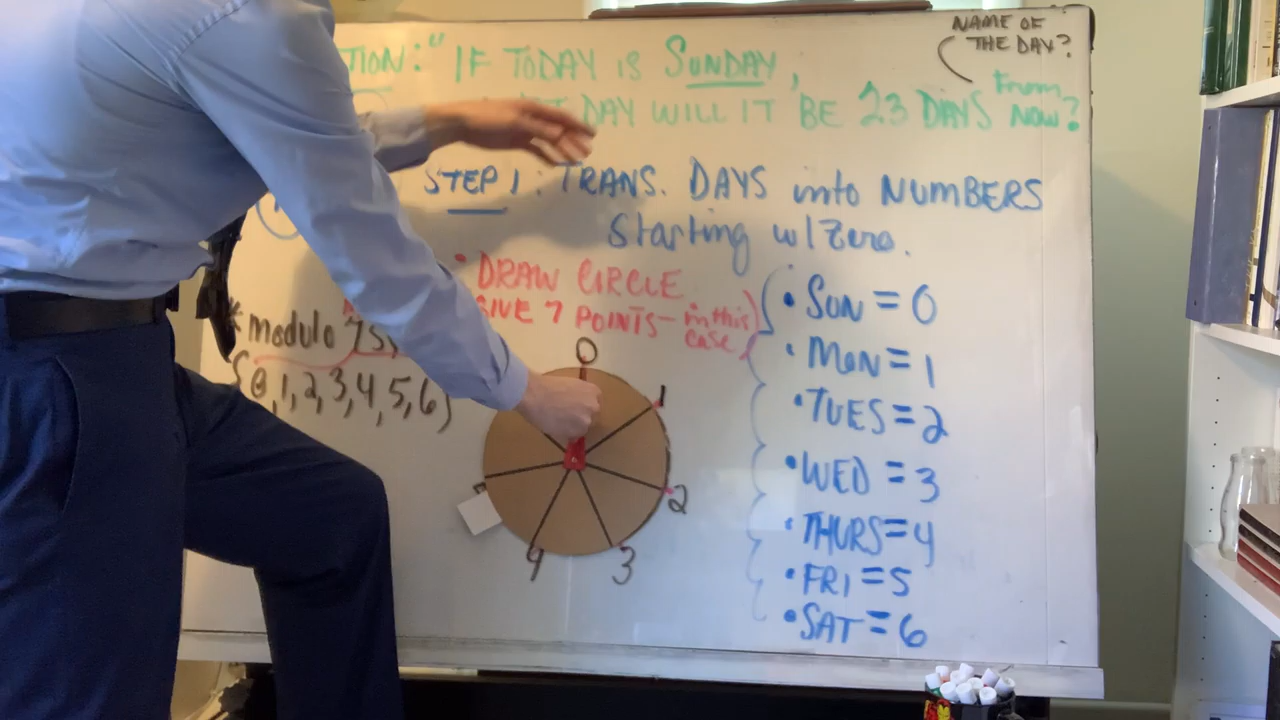 TION: "IF TODAY IS SUNDAY,
DAY WILL IT BE 23 DAYS From Now?
NAME OF
THE DAY?
STEP 1: TRANS. DAYS into NUMBERS
Starting w/Zero.
• DRAW CIRCLE
GIVE 7 POINTS- in this
case
* modulo 7
{0,1,2,3,4,5,6}
• SUN = 0
• MON = 1
• TUES = 2
• WED = 3
• THURS = 4
• FRI = 5
• SAT = 6
0
1
2
3
4